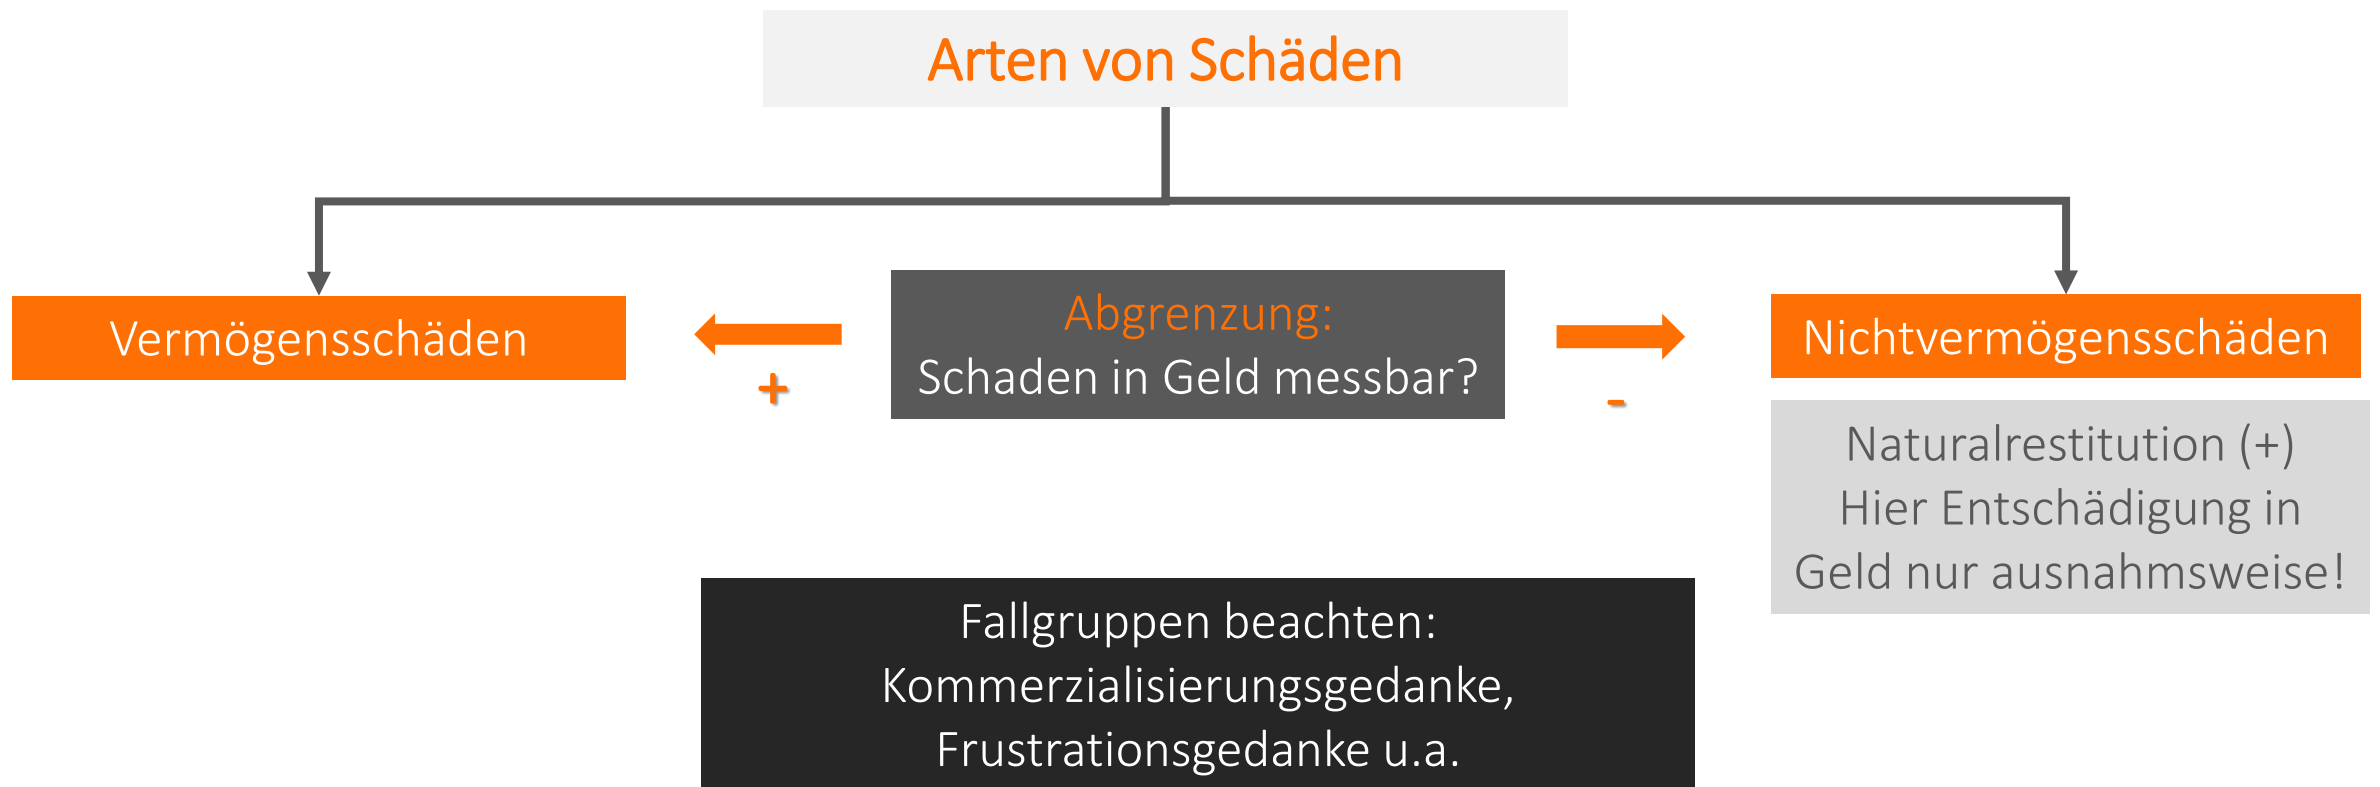 Arten von Schäden
Vermögensschäden
+
Abgrenzung:
Schaden in Geld messbar?
-
Nichtvermögensschäden
Naturalrestitution (+)
Hier Entschädigung in
Geld nur ausnahmsweise!
Fallgruppen beachten:
Kommerzialisierungsgedanke,
Frustrationsgedanke u.a.